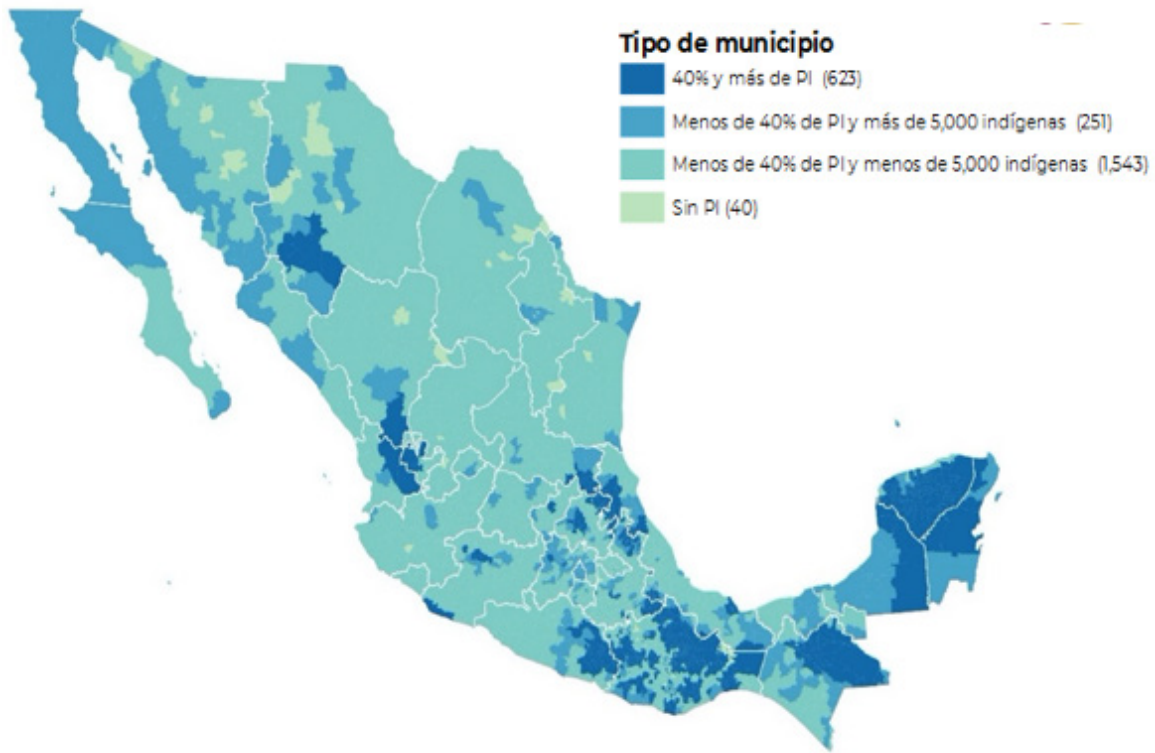 Tipo de municipio
40% y más de PI (623)
Menos de 40% de PI y más de 5,000 indígenas (251)
Menos de 40% de PI y menos de 5,000 indígenas (1,543)
Sin PI (40)